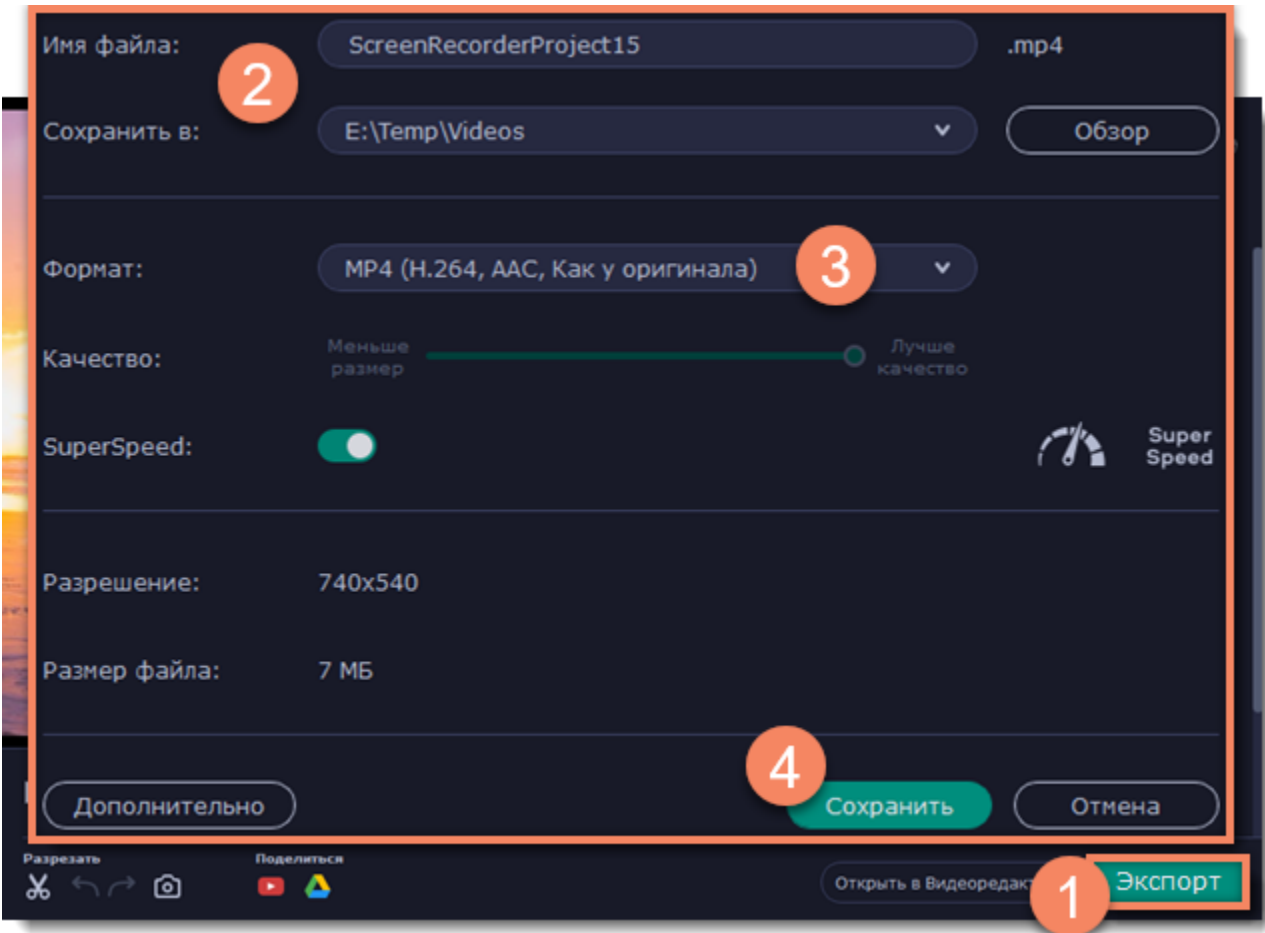 Имя файла: ScreenRecorderProject15 .mp4
2
Сохранить в: E:\Temp\Videos Обзор
Формат: MP4 (H.264, AAC, Как у оригинала) 3
Качество: Меньше размер Лучше качество
SuperSpeed: Super Speed
Разрешение: 740x540
Размер файла: 7 МБ
4
Дополнительно Сохранить Отмена
Разрезать Поделиться
Открыть в Видеоредакт 1 Экспорт